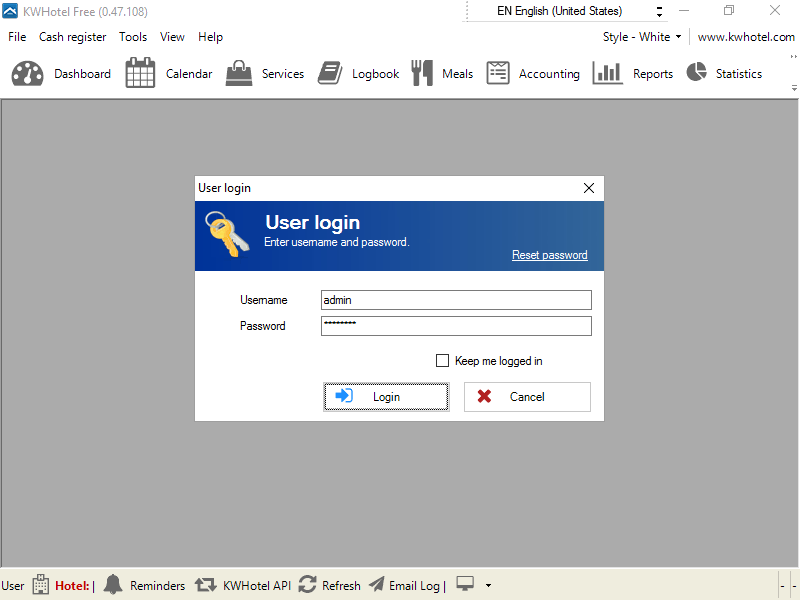 KWHotel Free (0.47.108)
EN English (United States)
File Cash register Tools View Help
Style - White
www.kwhotel.com
Dashboard Calendar Services Logbook Meals Accounting Reports Statistics
User login
User login
Enter username and password.
Reset password
Username admin
Password ********
Keep me logged in
Login Cancel
User Hotel: | Reminders KWHotel API Refresh Email Log |